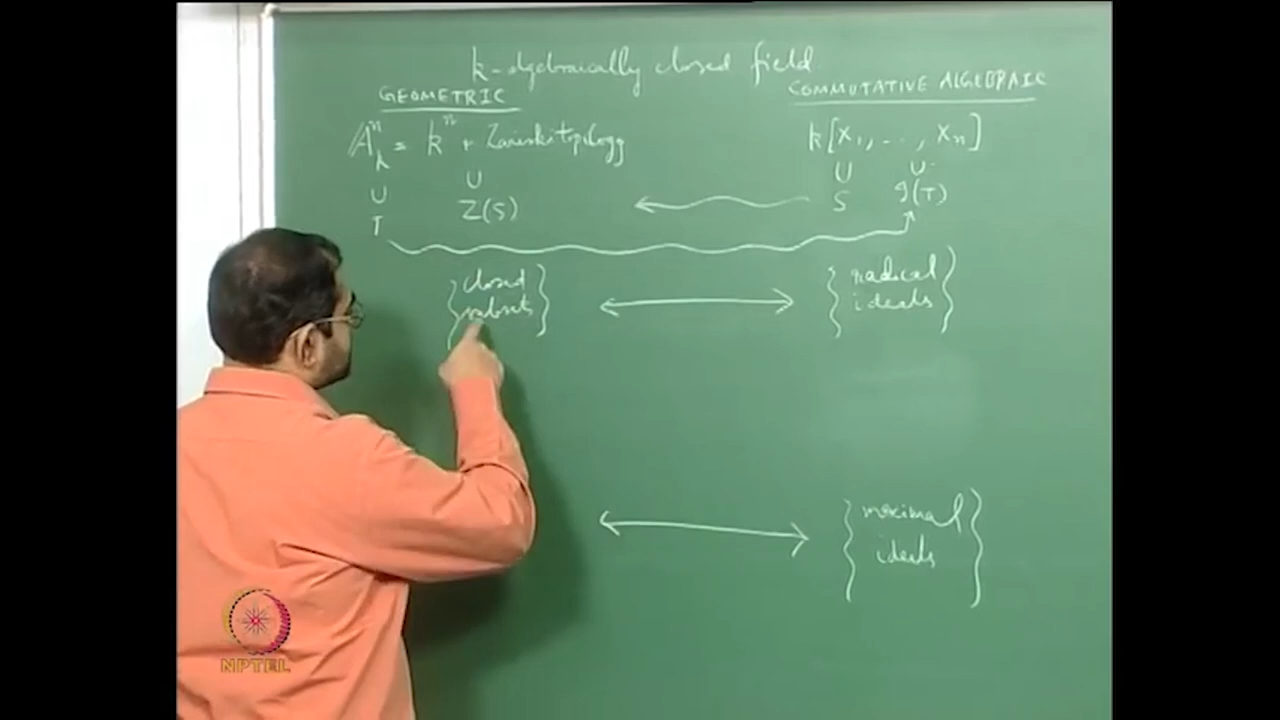 k-algebraically closed field
GEOMETRIC
COMMUTATIVE ALGEBRAIC
𝔸ⁿₖ = kⁿ + Zariski topology
k[X₁, ..., Xₙ]
∪ ∪ ∪ ∪
T Z(S) ← S 𝓘(T)
{closed subsets} ↔ {radical ideals}
↔ {maximal ideals}
NPTEL